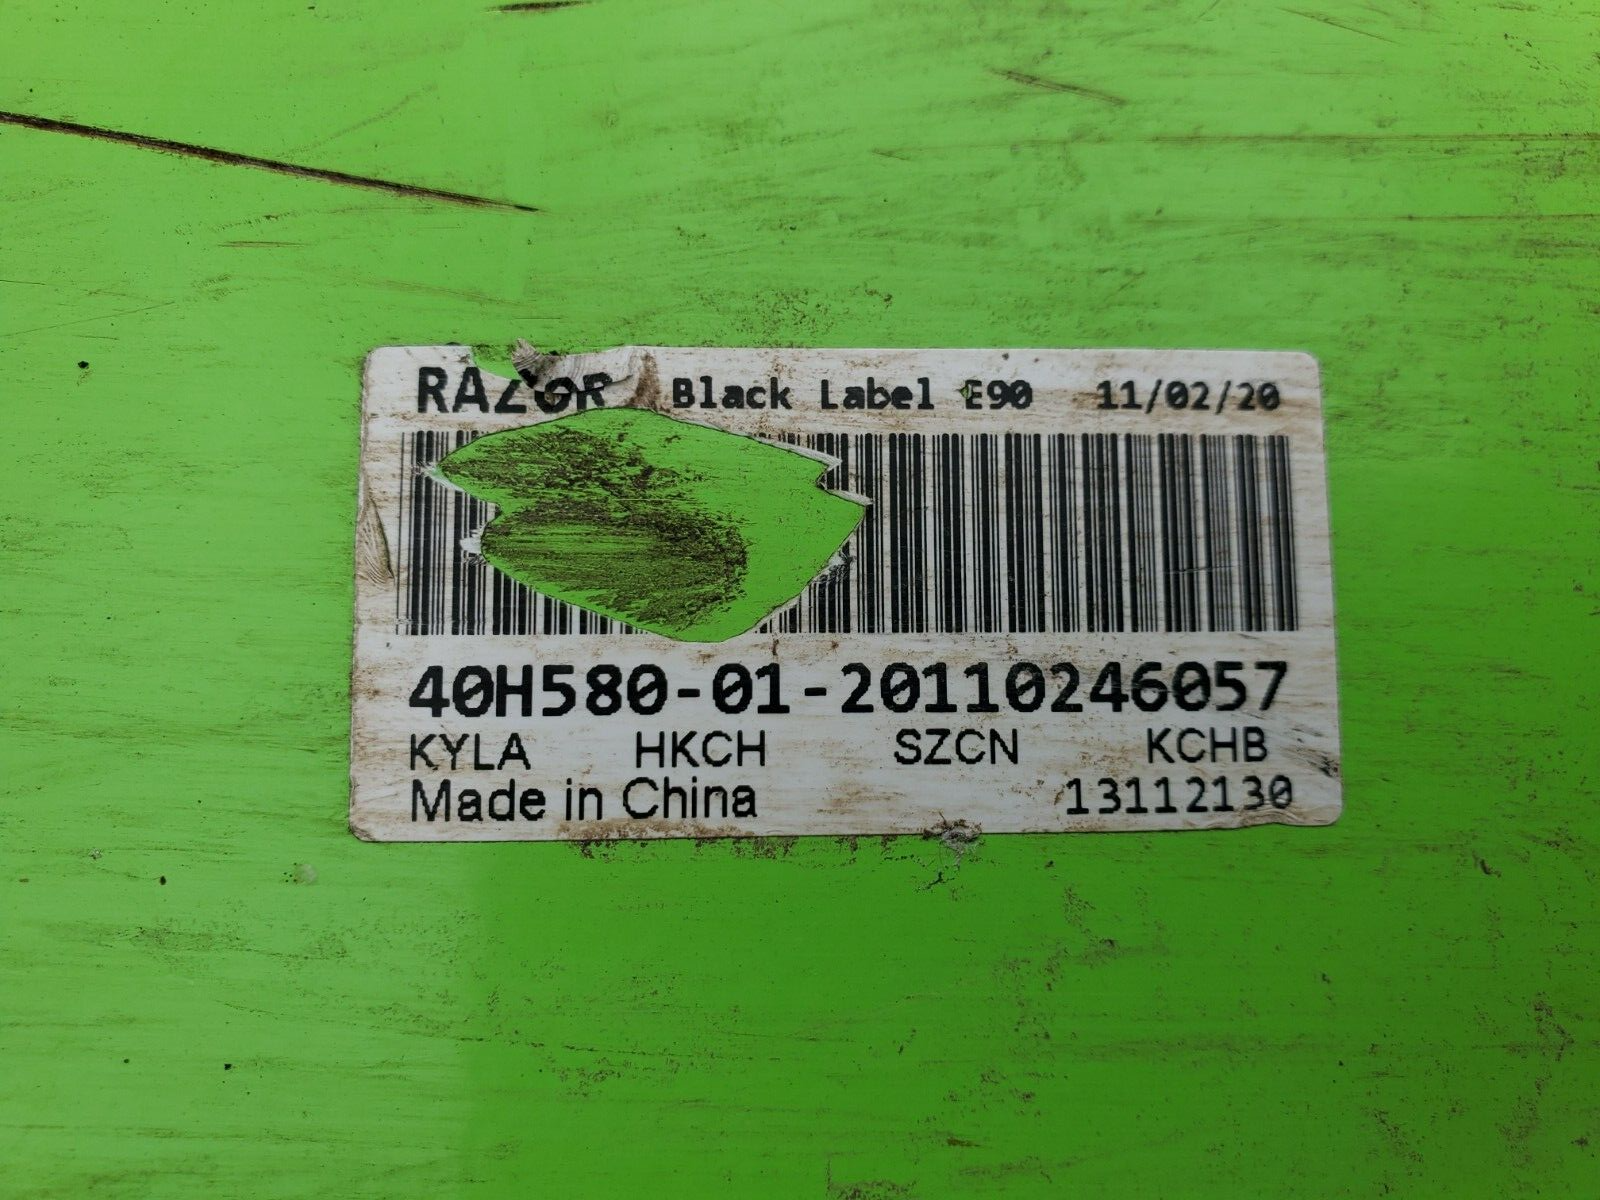 RAZOR Black Label E90 11/02/20
40H580-01-20110246057
KYLA HKCH SZCN KCHB
Made in China 13112130